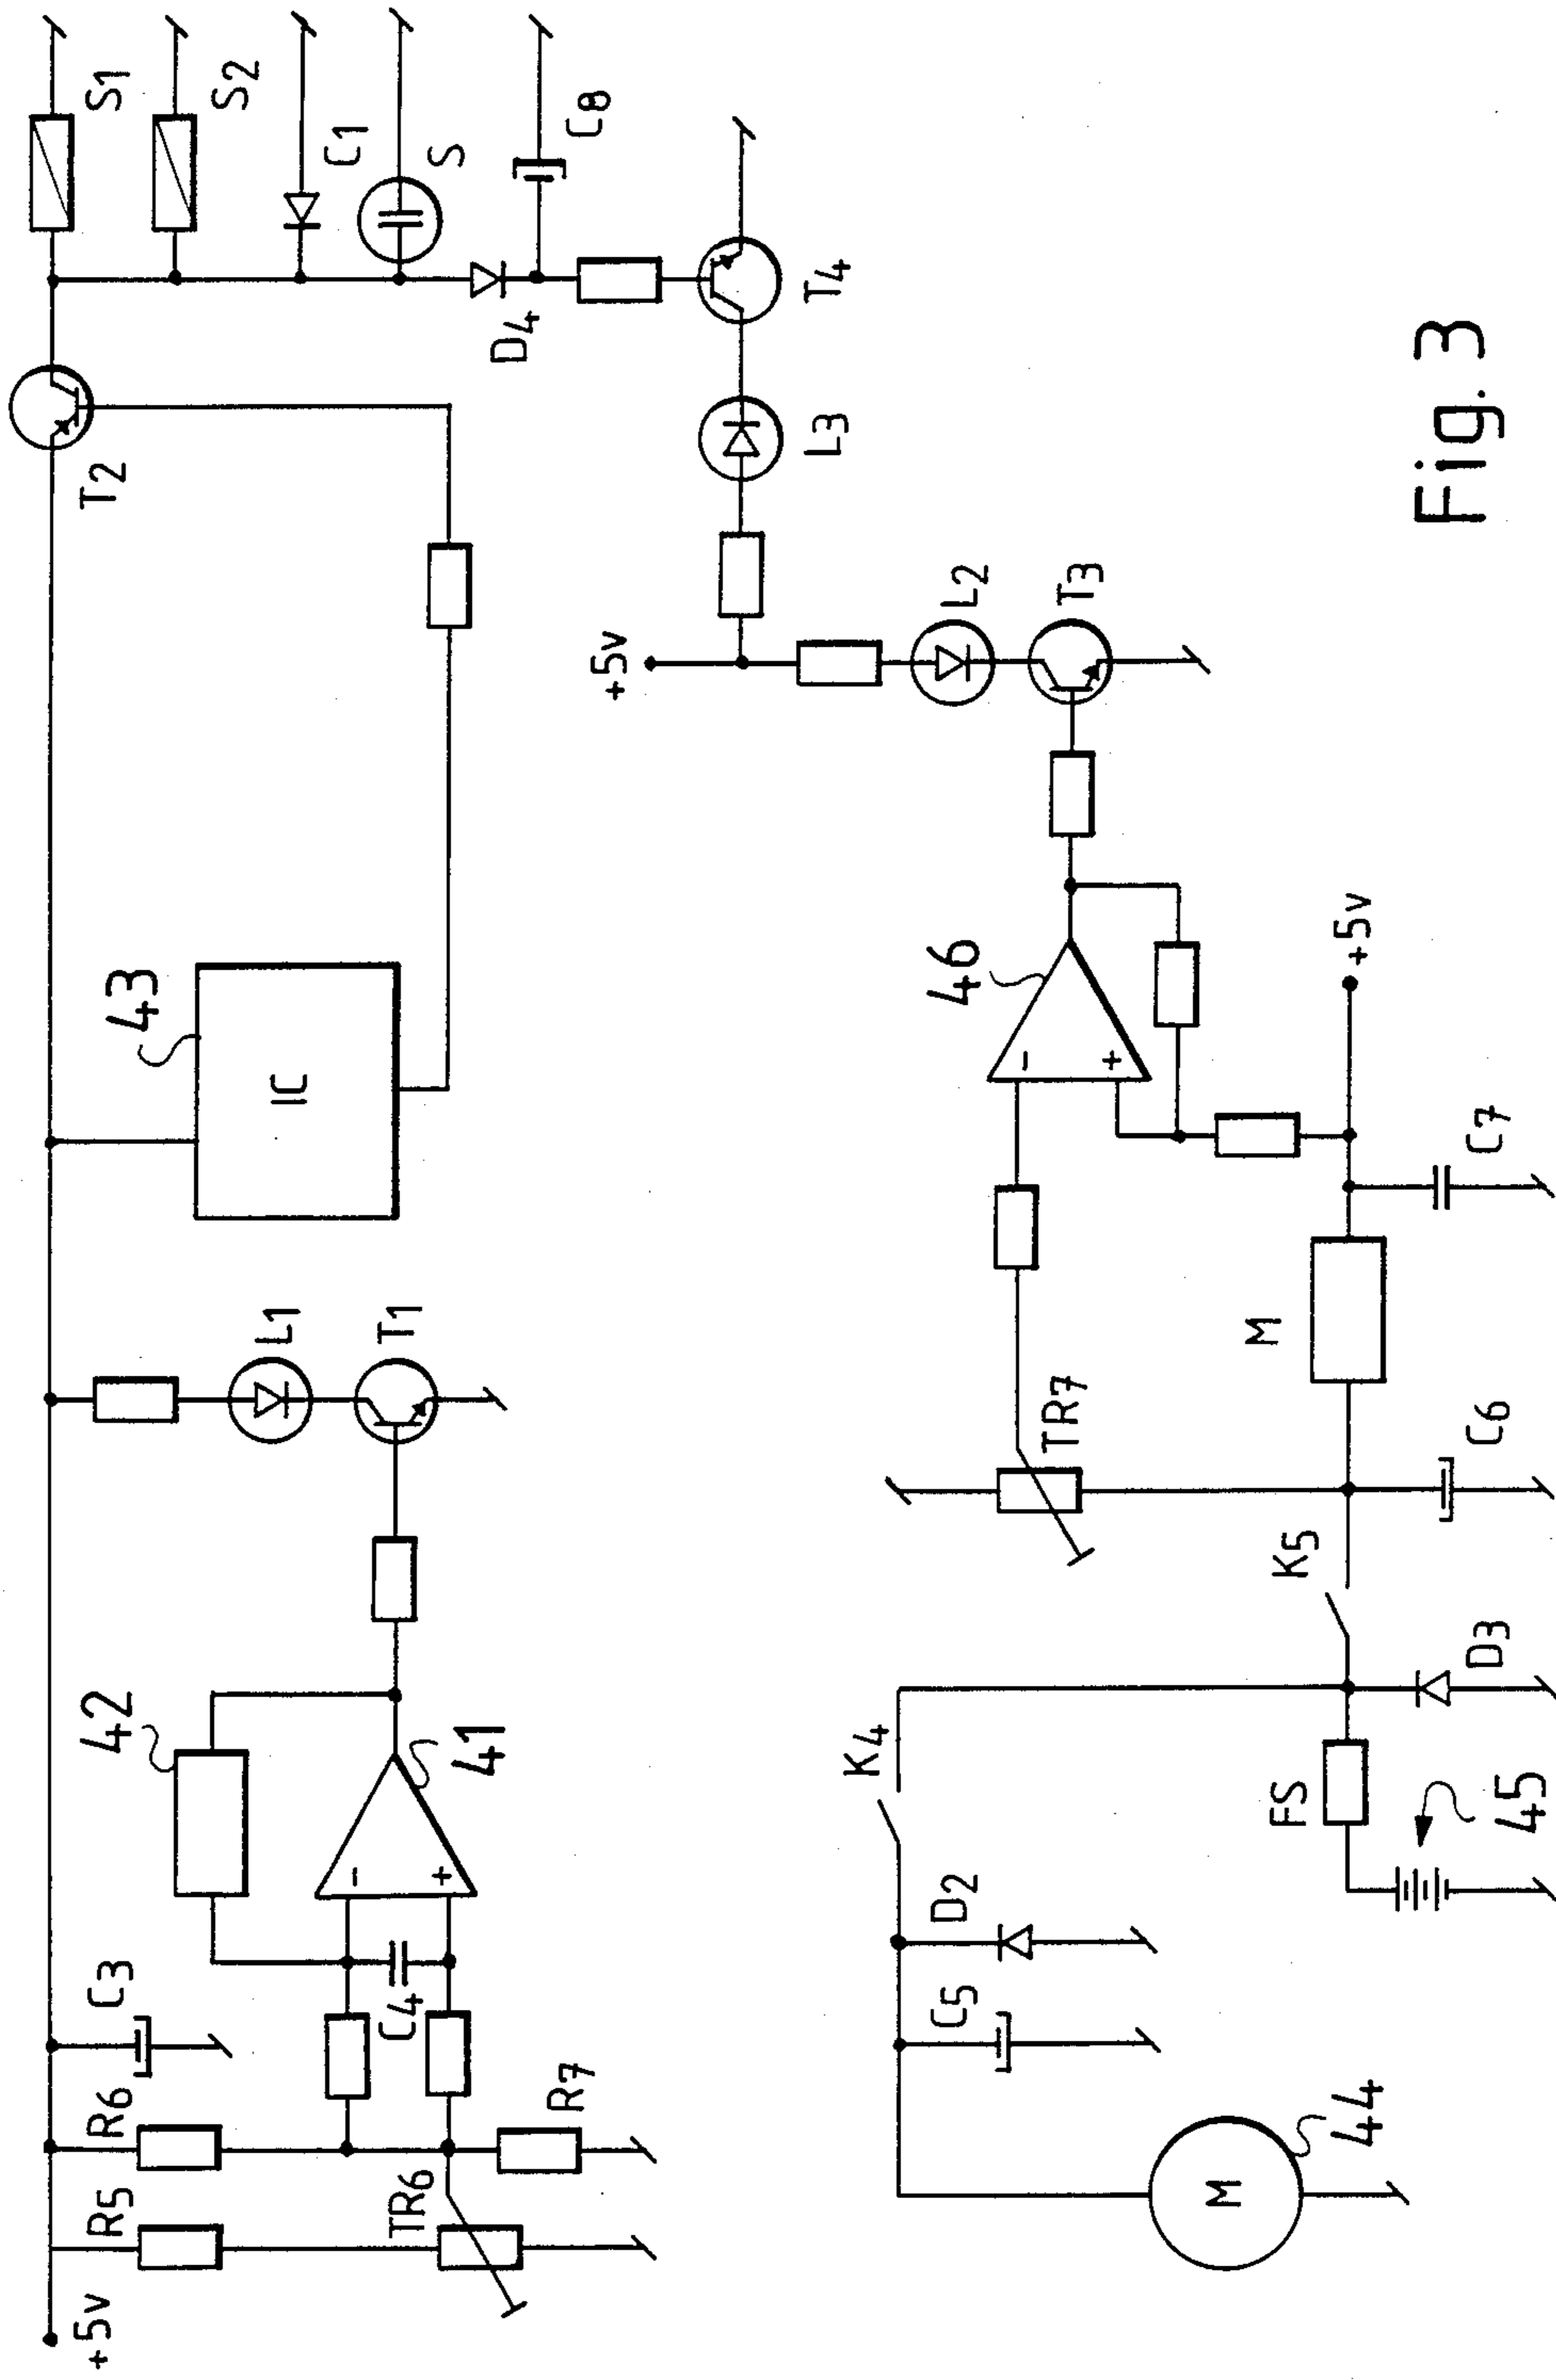 +5v
R5
R6
C3
TR6
R7
C4
42
41
-
+
L1
T1
43
IC
T2
S1
S2
C1
S
D4
C8
T4
L3
+5v
L2
T3
46
-
+
+5v
TR7
M
C7
C6
K5
K4
D3
FS
45
D2
C5
M
44
Fig. 3